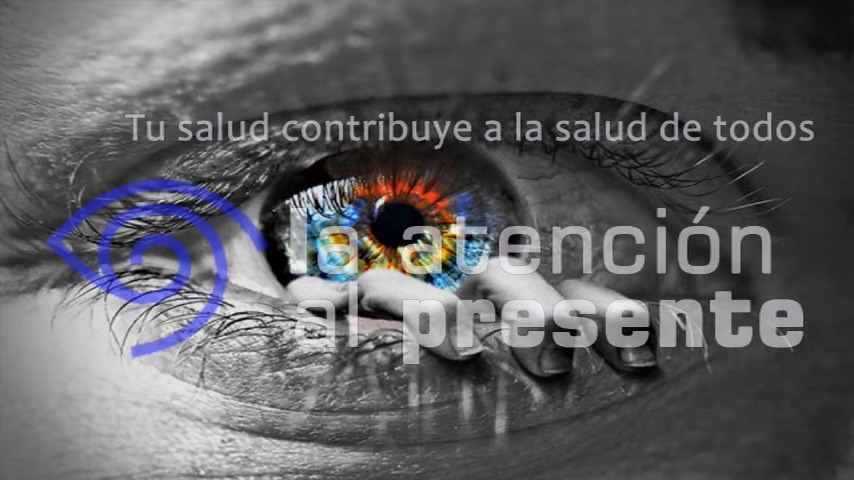 Tu salud contribuye a la salud de todos
la atención
al presente